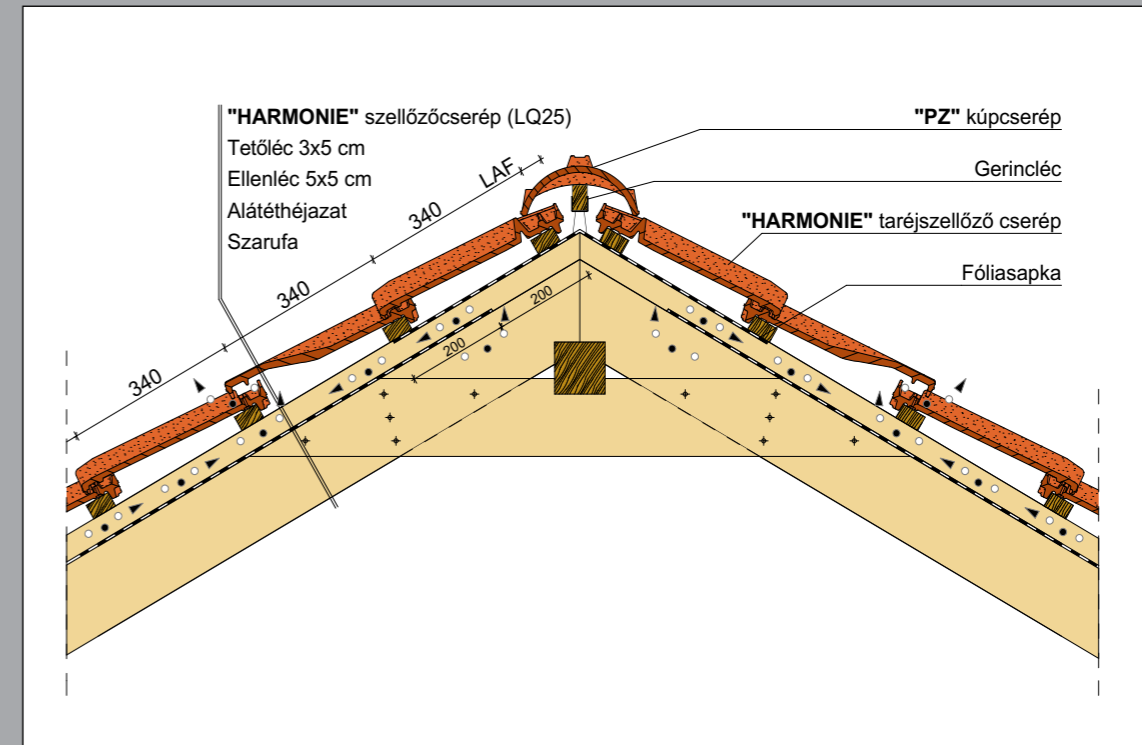 "HARMONIE" szellőzőcserép (LQ25)
Tetőléc 3x5 cm
Ellenléc 5x5 cm
Alátéthéjazat
Szarufa
"PZ" kúpcserép
Gerincléc
"HARMONIE" taréjszellőző cserép
Fóliasapka
LAF
340
340
340
200
200